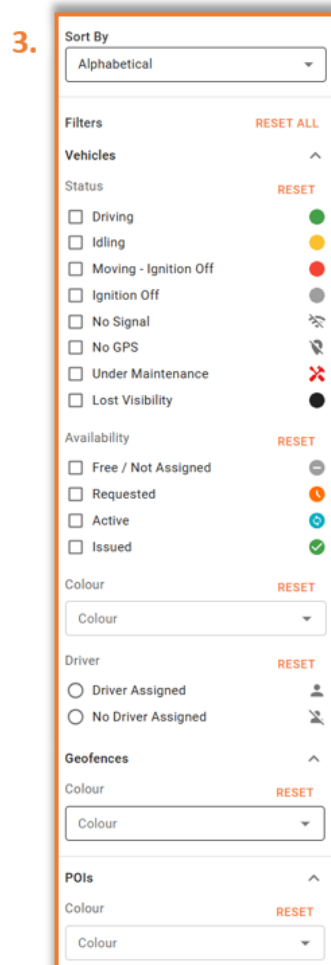 3.
Sort By
Alphabetical
Filters RESET ALL
Vehicles
Status RESET
Driving
Idling
Moving - Ignition Off
Ignition Off
No Signal
No GPS
Under Maintenance
Lost Visibility
Availability RESET
Free / Not Assigned
Requested
Active
Issued
Colour RESET
Colour
Driver RESET
Driver Assigned
No Driver Assigned
Geofences
Colour RESET
Colour
POIs
Colour RESET
Colour